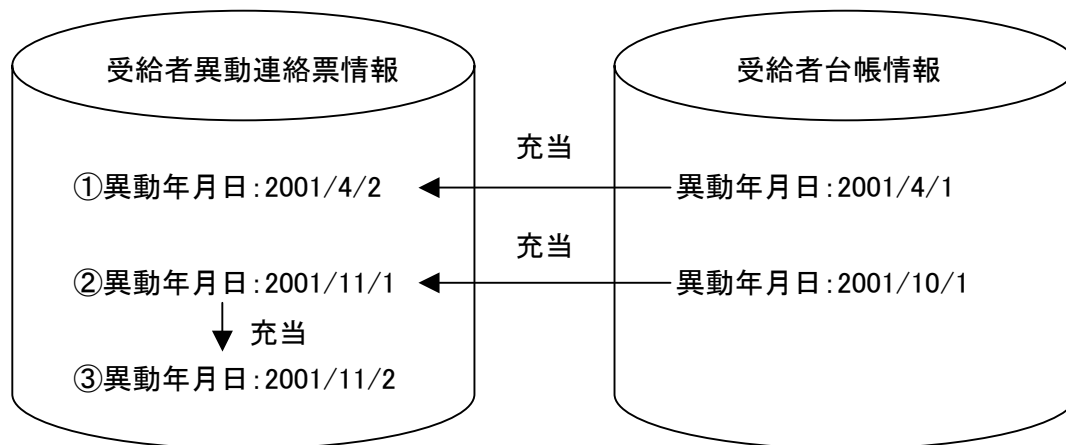 受給者異動連絡票情報
受給者台帳情報
充当
①異動年月日:2001/4/2
異動年月日:2001/4/1
充当
②異動年月日:2001/11/1
異動年月日:2001/10/1
充当
③異動年月日:2001/11/2